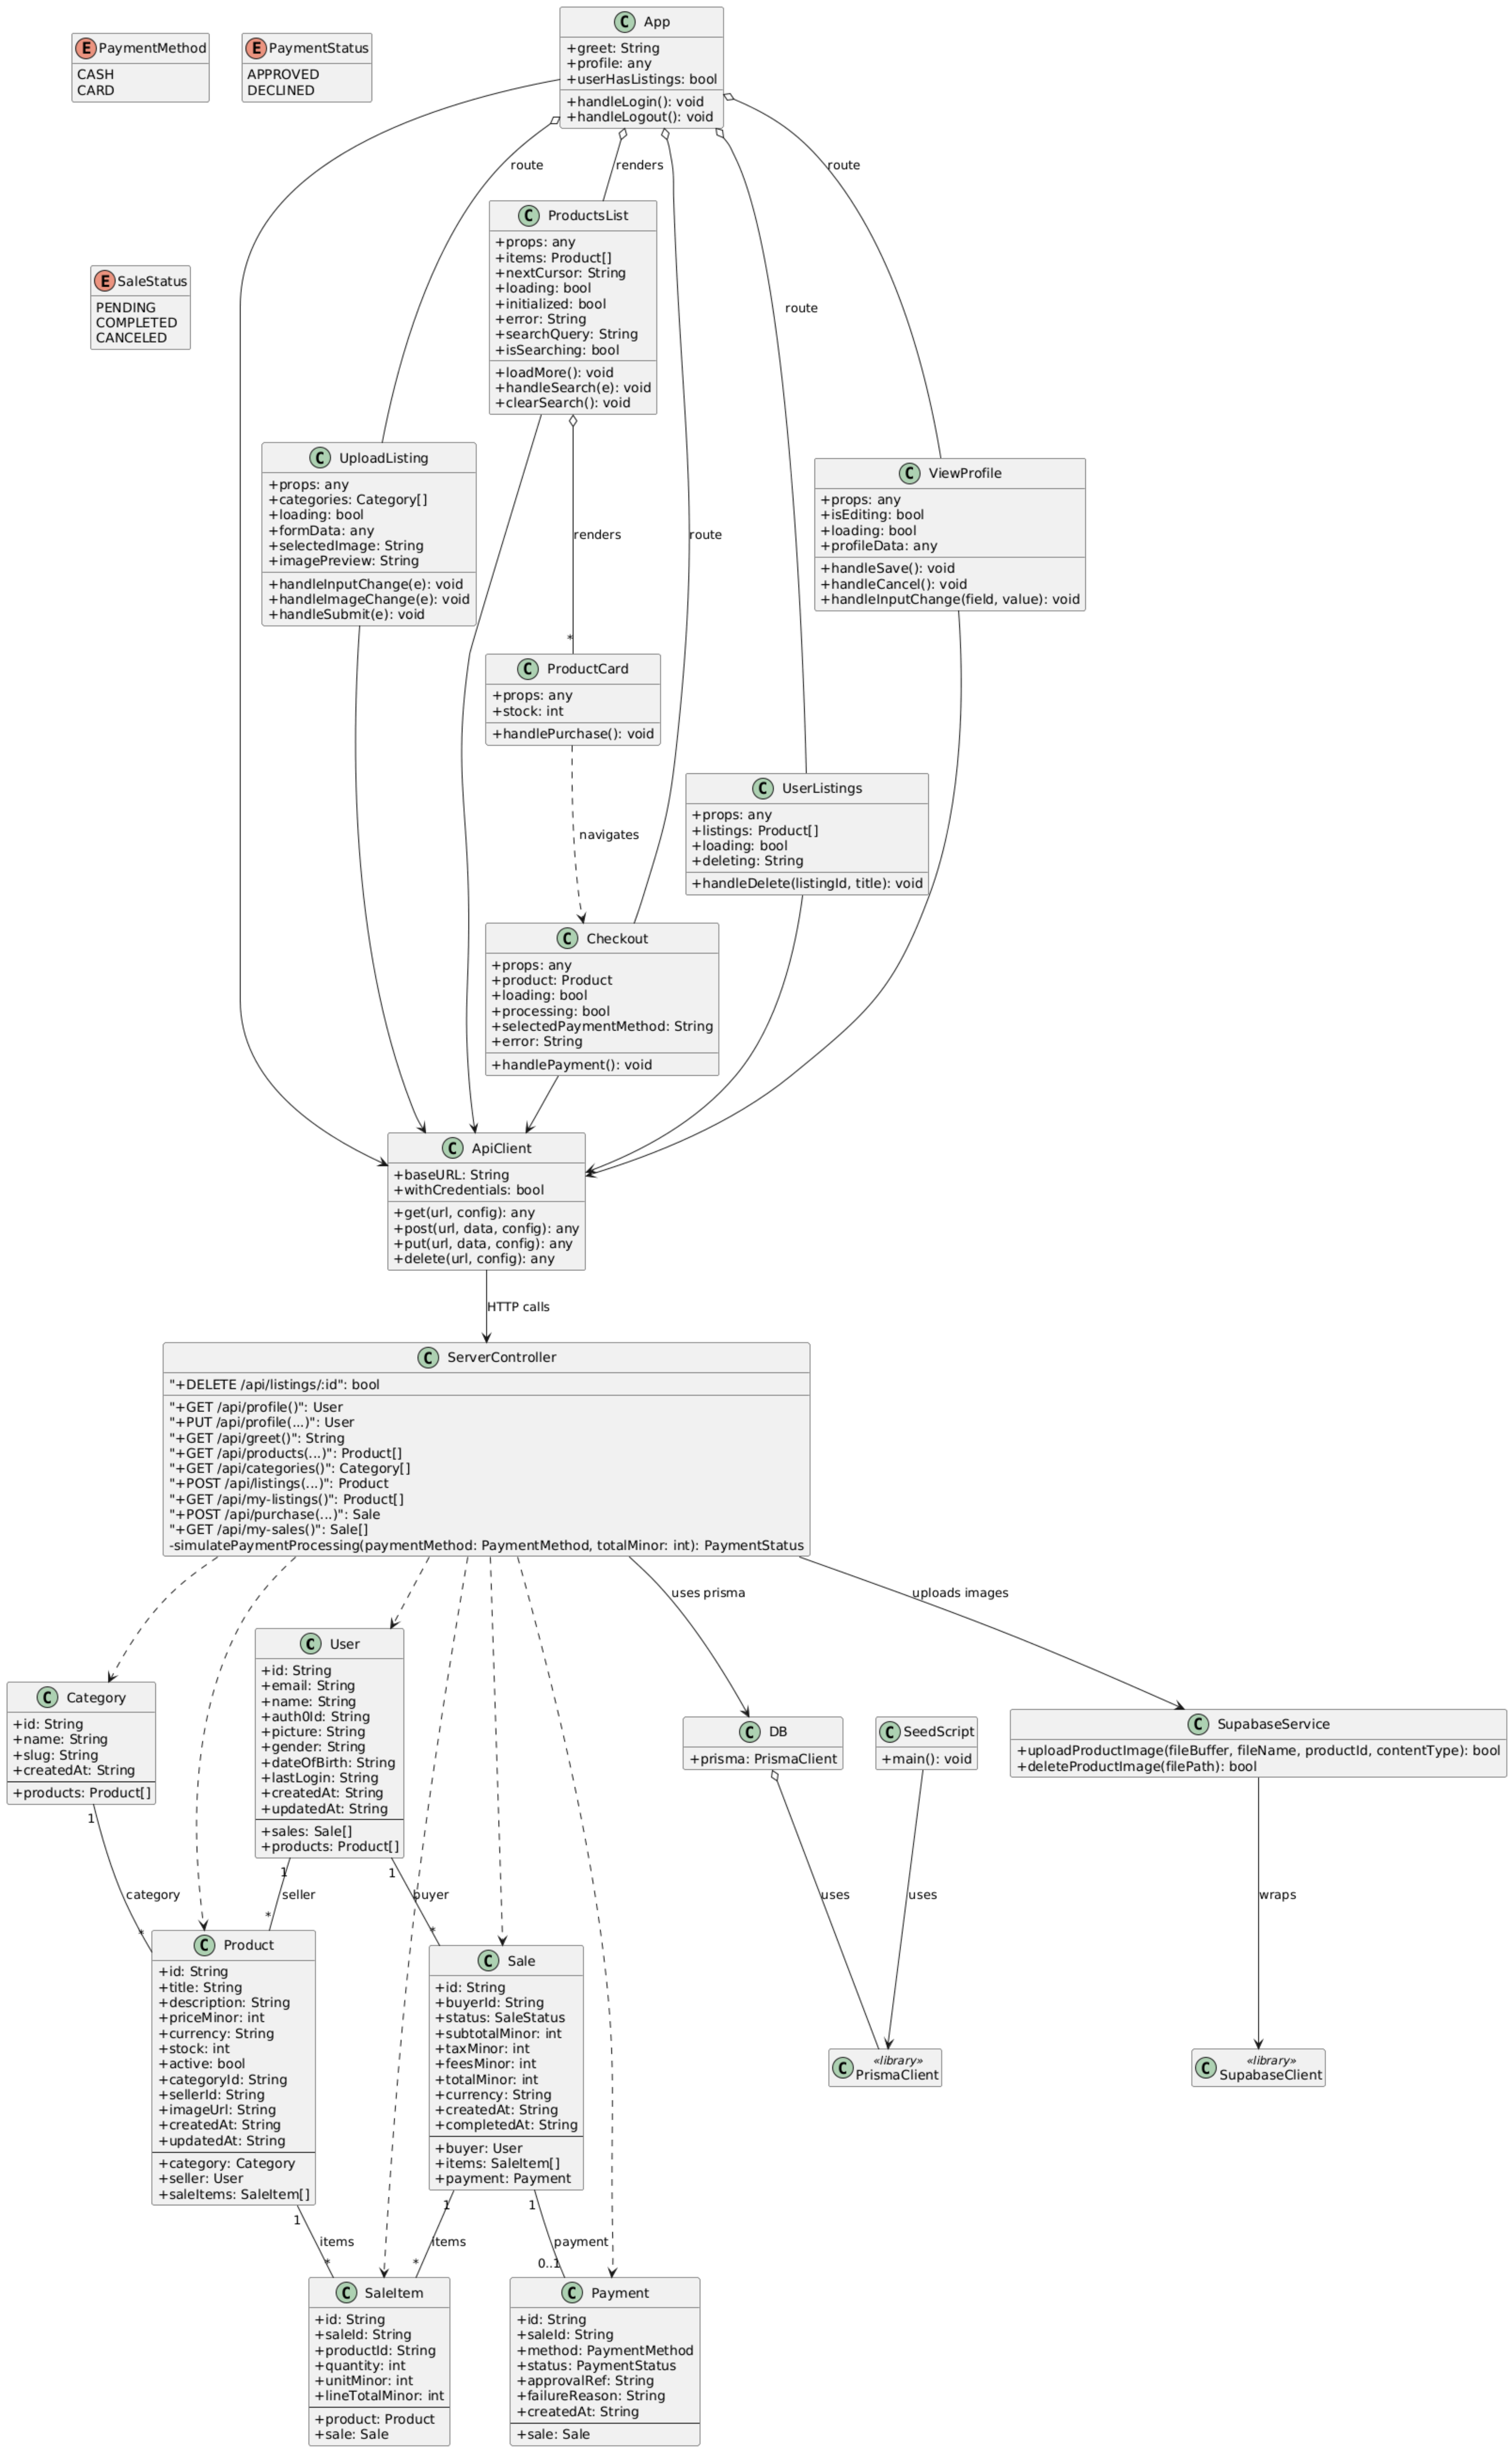 E PaymentMethod
CASH
CARD
E PaymentStatus
APPROVED
DECLINED
C App
+greet: String
+profile: any
+userHasListings: bool
+handleLogin(): void
+handleLogout(): void
route
renders
route
E SaleStatus
PENDING
COMPLETED
CANCELED
C ProductsList
+props: any
+items: Product[]
+nextCursor: String
+loading: bool
+initialized: bool
+error: String
+searchQuery: String
+isSearching: bool
+loadMore(): void
+handleSearch(e): void
+clearSearch(): void
route
C UploadListing
+props: any
+categories: Category[]
+loading: bool
+formData: any
+selectedImage: String
+imagePreview: String
+handleInputChange(e): void
+handleImageChange(e): void
+handleSubmit(e): void
renders
*
route
C ViewProfile
+props: any
+isEditing: bool
+loading: bool
+profileData: any
+handleSave(): void
+handleCancel(): void
+handleInputChange(field, value): void
C ProductCard
+props: any
+stock: int
+handlePurchase(): void
navigates
C UserListings
+props: any
+listings: Product[]
+loading: bool
+deleting: String
+handleDelete(listingId, title): void
C Checkout
+props: any
+product: Product
+loading: bool
+processing: bool
+selectedPaymentMethod: String
+error: String
+handlePayment(): void
C ApiClient
+baseURL: String
+withCredentials: bool
+get(url, config): any
+post(url, data, config): any
+put(url, data, config): any
+delete(url, config): any
HTTP calls
C ServerController
"+DELETE /api/listings/:id": bool
"+GET /api/profile()": User
"+PUT /api/profile(...)": User
"+GET /api/greet()": String
"+GET /api/products(...)": Product[]
"+GET /api/categories()": Category[]
"+POST /api/listings(...)": Product
"+GET /api/my-listings()": Product[]
"+POST /api/purchase(...)": Sale
"+GET /api/my-sales()": Sale[]
-simulatePaymentProcessing(paymentMethod: PaymentMethod, totalMinor: int): PaymentStatus
uses prisma
uploads images
C Category
+id: String
+name: String
+slug: String
+createdAt: String
+products: Product[]
1
category
*
C User
+id: String
+email: String
+name: String
+auth0Id: String
+picture: String
+gender: String
+dateOfBirth: String
+lastLogin: String
+createdAt: String
+updatedAt: String
+sales: Sale[]
+products: Product[]
1
seller
*
1
buyer
*
C DB
+prisma: PrismaClient
uses
C SeedScript
+main(): void
uses
C SupabaseService
+uploadProductImage(fileBuffer, fileName, productId, contentType): bool
+deleteProductImage(filePath): bool
wraps
C Product
+id: String
+title: String
+description: String
+priceMinor: int
+currency: String
+stock: int
+active: bool
+categoryId: String
+sellerId: String
+imageUrl: String
+createdAt: String
+updatedAt: String
+category: Category
+seller: User
+saleItems: SaleItem[]
1
items
*
C Sale
+id: String
+buyerId: String
+status: SaleStatus
+subtotalMinor: int
+taxMinor: int
+feesMinor: int
+totalMinor: int
+currency: String
+createdAt: String
+completedAt: String
+buyer: User
+items: SaleItem[]
+payment: Payment
1
items
*
1
payment
0..1
C «library»
PrismaClient
C «library»
SupabaseClient
C SaleItem
+id: String
+saleId: String
+productId: String
+quantity: int
+unitMinor: int
+lineTotalMinor: int
+product: Product
+sale: Sale
C Payment
+id: String
+saleId: String
+method: PaymentMethod
+status: PaymentStatus
+approvalRef: String
+failureReason: String
+createdAt: String
+sale: Sale